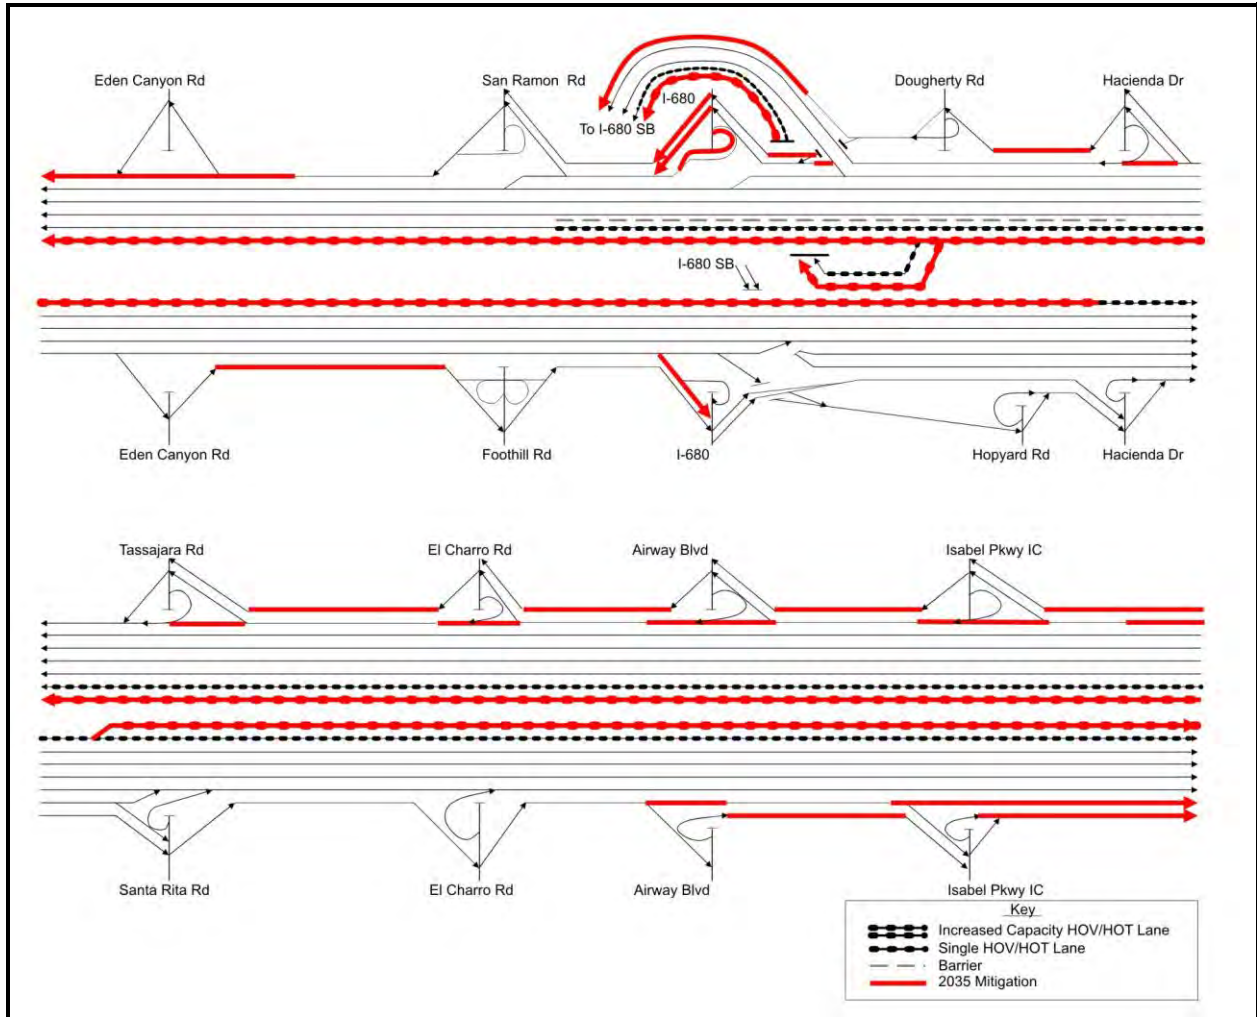 Eden Canyon Rd
San Ramon Rd
Dougherty Rd
Hacienda Dr
I-680
To I-680 SB
I-680 SB
Eden Canyon Rd
Foothill Rd
I-680
Hopyard Rd
Hacienda Dr
Tassajara Rd
El Charro Rd
Airway Blvd
Isabel Pkwy IC
Santa Rita Rd
El Charro Rd
Airway Blvd
Isabel Pkwy IC
Key
Increased Capacity HOV/HOT Lane
Single HOV/HOT Lane
Barrier
2035 Mitigation